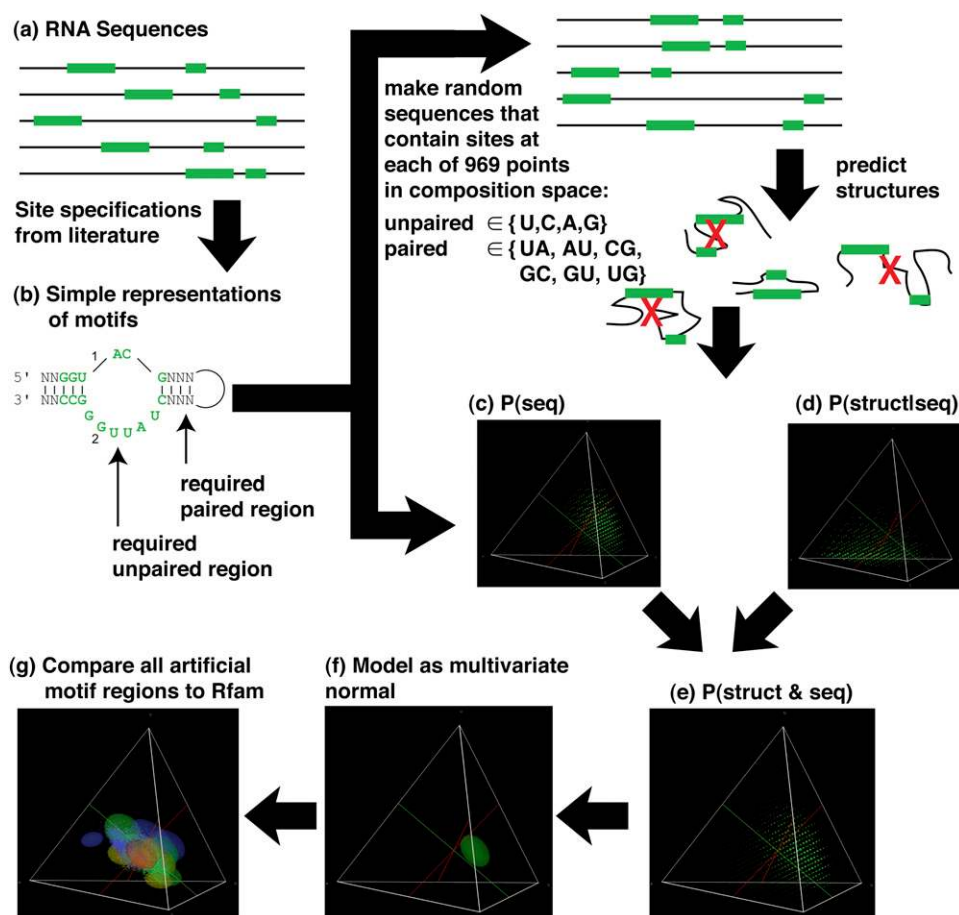 (a) RNA Sequences
Site specifications
from literature
(b) Simple representations
of motifs
1 AC
5' NNGGU GNNN
3' NNCCG CNNN
G U
G U U A
2
required
paired region
required
unpaired region
make random
sequences that
contain sites at
each of 969 points
in composition space:
unpaired ∈ {U,C,A,G}
paired ∈ {UA, AU, CG,
GC, GU, UG}
predict
structures
X
X
X
(c) P(seq)
(d) P(struct|seq)
(e) P(struct & seq)
(f) Model as multivariate
normal
(g) Compare all artificial
motif regions to Rfam